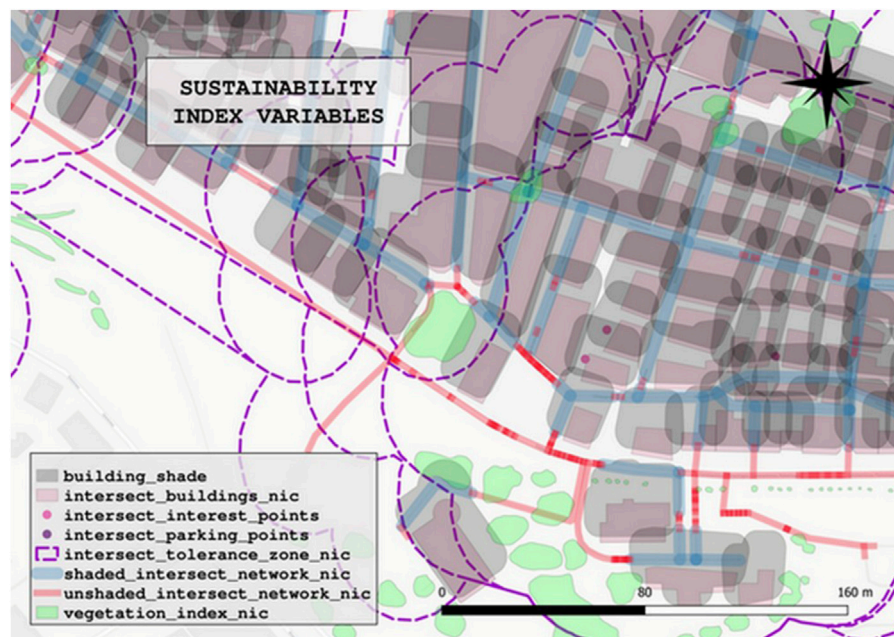 SUSTAINABILITY
INDEX VARIABLES
building_shade
intersect_buildings_nic
intersect_interest_points
intersect_parking_points
intersect_tolerance_zone_nic
shaded_intersect_network_nic
unshaded_intersect_network_nic
vegetation_index_nic
0 80 160 m